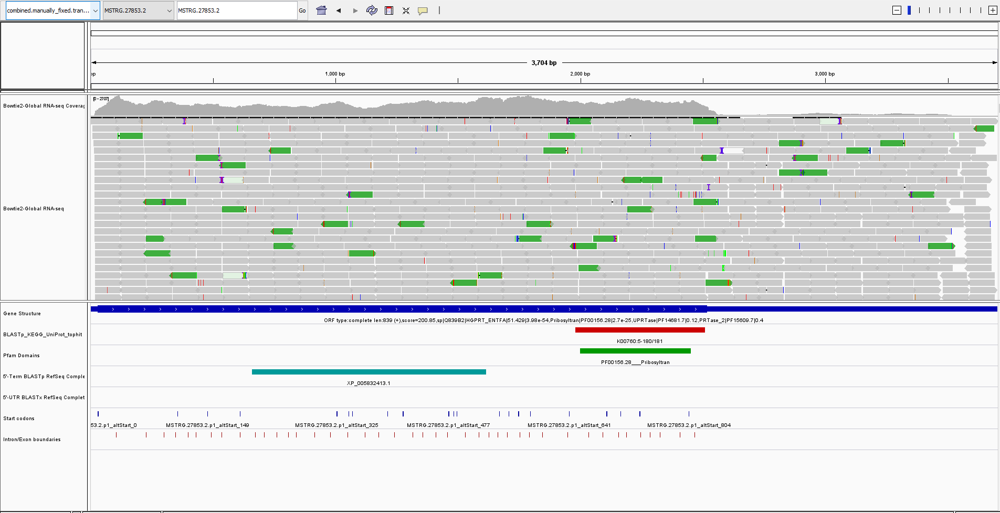 combined.manually_fixed.tran... MSTRG.27853.2 MSTRG.27853.2 Go
3,704 bp
bp 1,000 bp 2,000 bp 3,000 bp
[0 - 2707]
Bowtie2-Global RNA-seq Coverag
Bowtie2-Global RNA-seq
Gene Structure
ORF type:complete len:839 (+),score=200.85,sp|Q839B2|HGPRT_ENTFA|51.429|3.98e-54,Pribosyltran|PF00156.28|2.7e-25,UPRTase|PF14681.7|0.12,PRTase_2|PF15609.7|0.4
BLASTp_KEGG_UniProt_tophit
K00760:5-180/181
Pfam Domains
PF00156.28___Pribosyltran
5'-Term BLASTp RefSeq Comple
XP_005832413.1
5'-UTR BLASTx RefSeq Complet
Start codons
53.2.p1_altStart_0 MSTRG.27853.2.p1_altStart_149 MSTRG.27853.2.p1_altStart_325 MSTRG.27853.2.p1_altStart_477 MSTRG.27853.2.p1_altStart_641 MSTRG.27853.2.p1_altStart_804
Intron/Exon boundaries